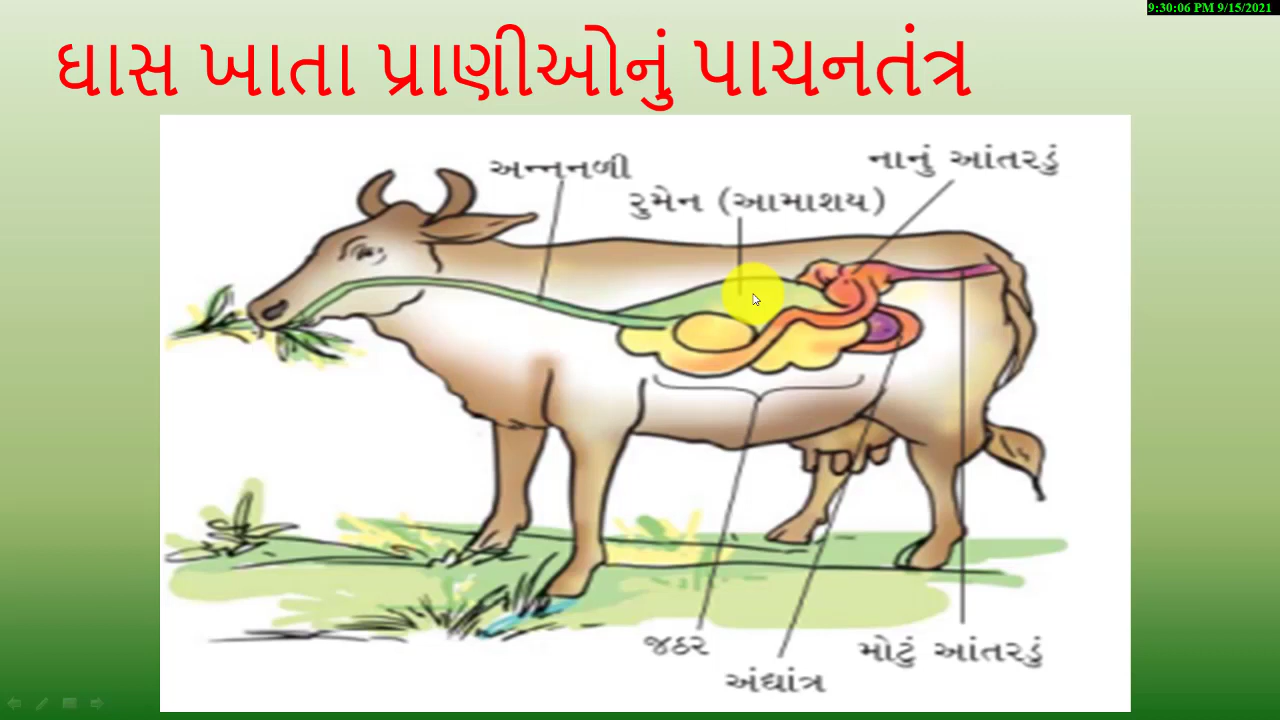 9:30:06 PM 9/15/2021
ઘાસ ખાતા પ્રાણીઓનું પાચનતંત્ર
અન્નનળી
નાનું આંતરડું
રુમેન (આમાશય)
જઠર
મોટું આંતરડું
અંધાંત્ર